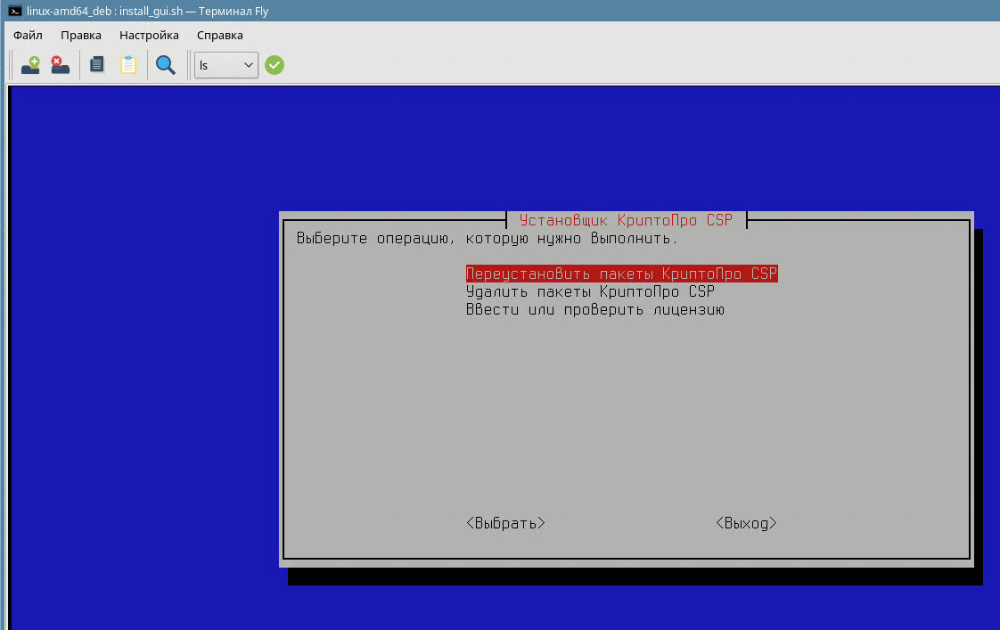 linux-amd64_deb : install_gui.sh — Терминал Fly
Файл Правка Настройка Справка
ls
Установщик КриптоПро CSP
Выберите операцию, которую нужно выполнить.
Переустановить пакеты КриптоПро CSP
Удалить пакеты КриптоПро CSP
Ввести или проверить лицензию
<Выбрать> <Выход>